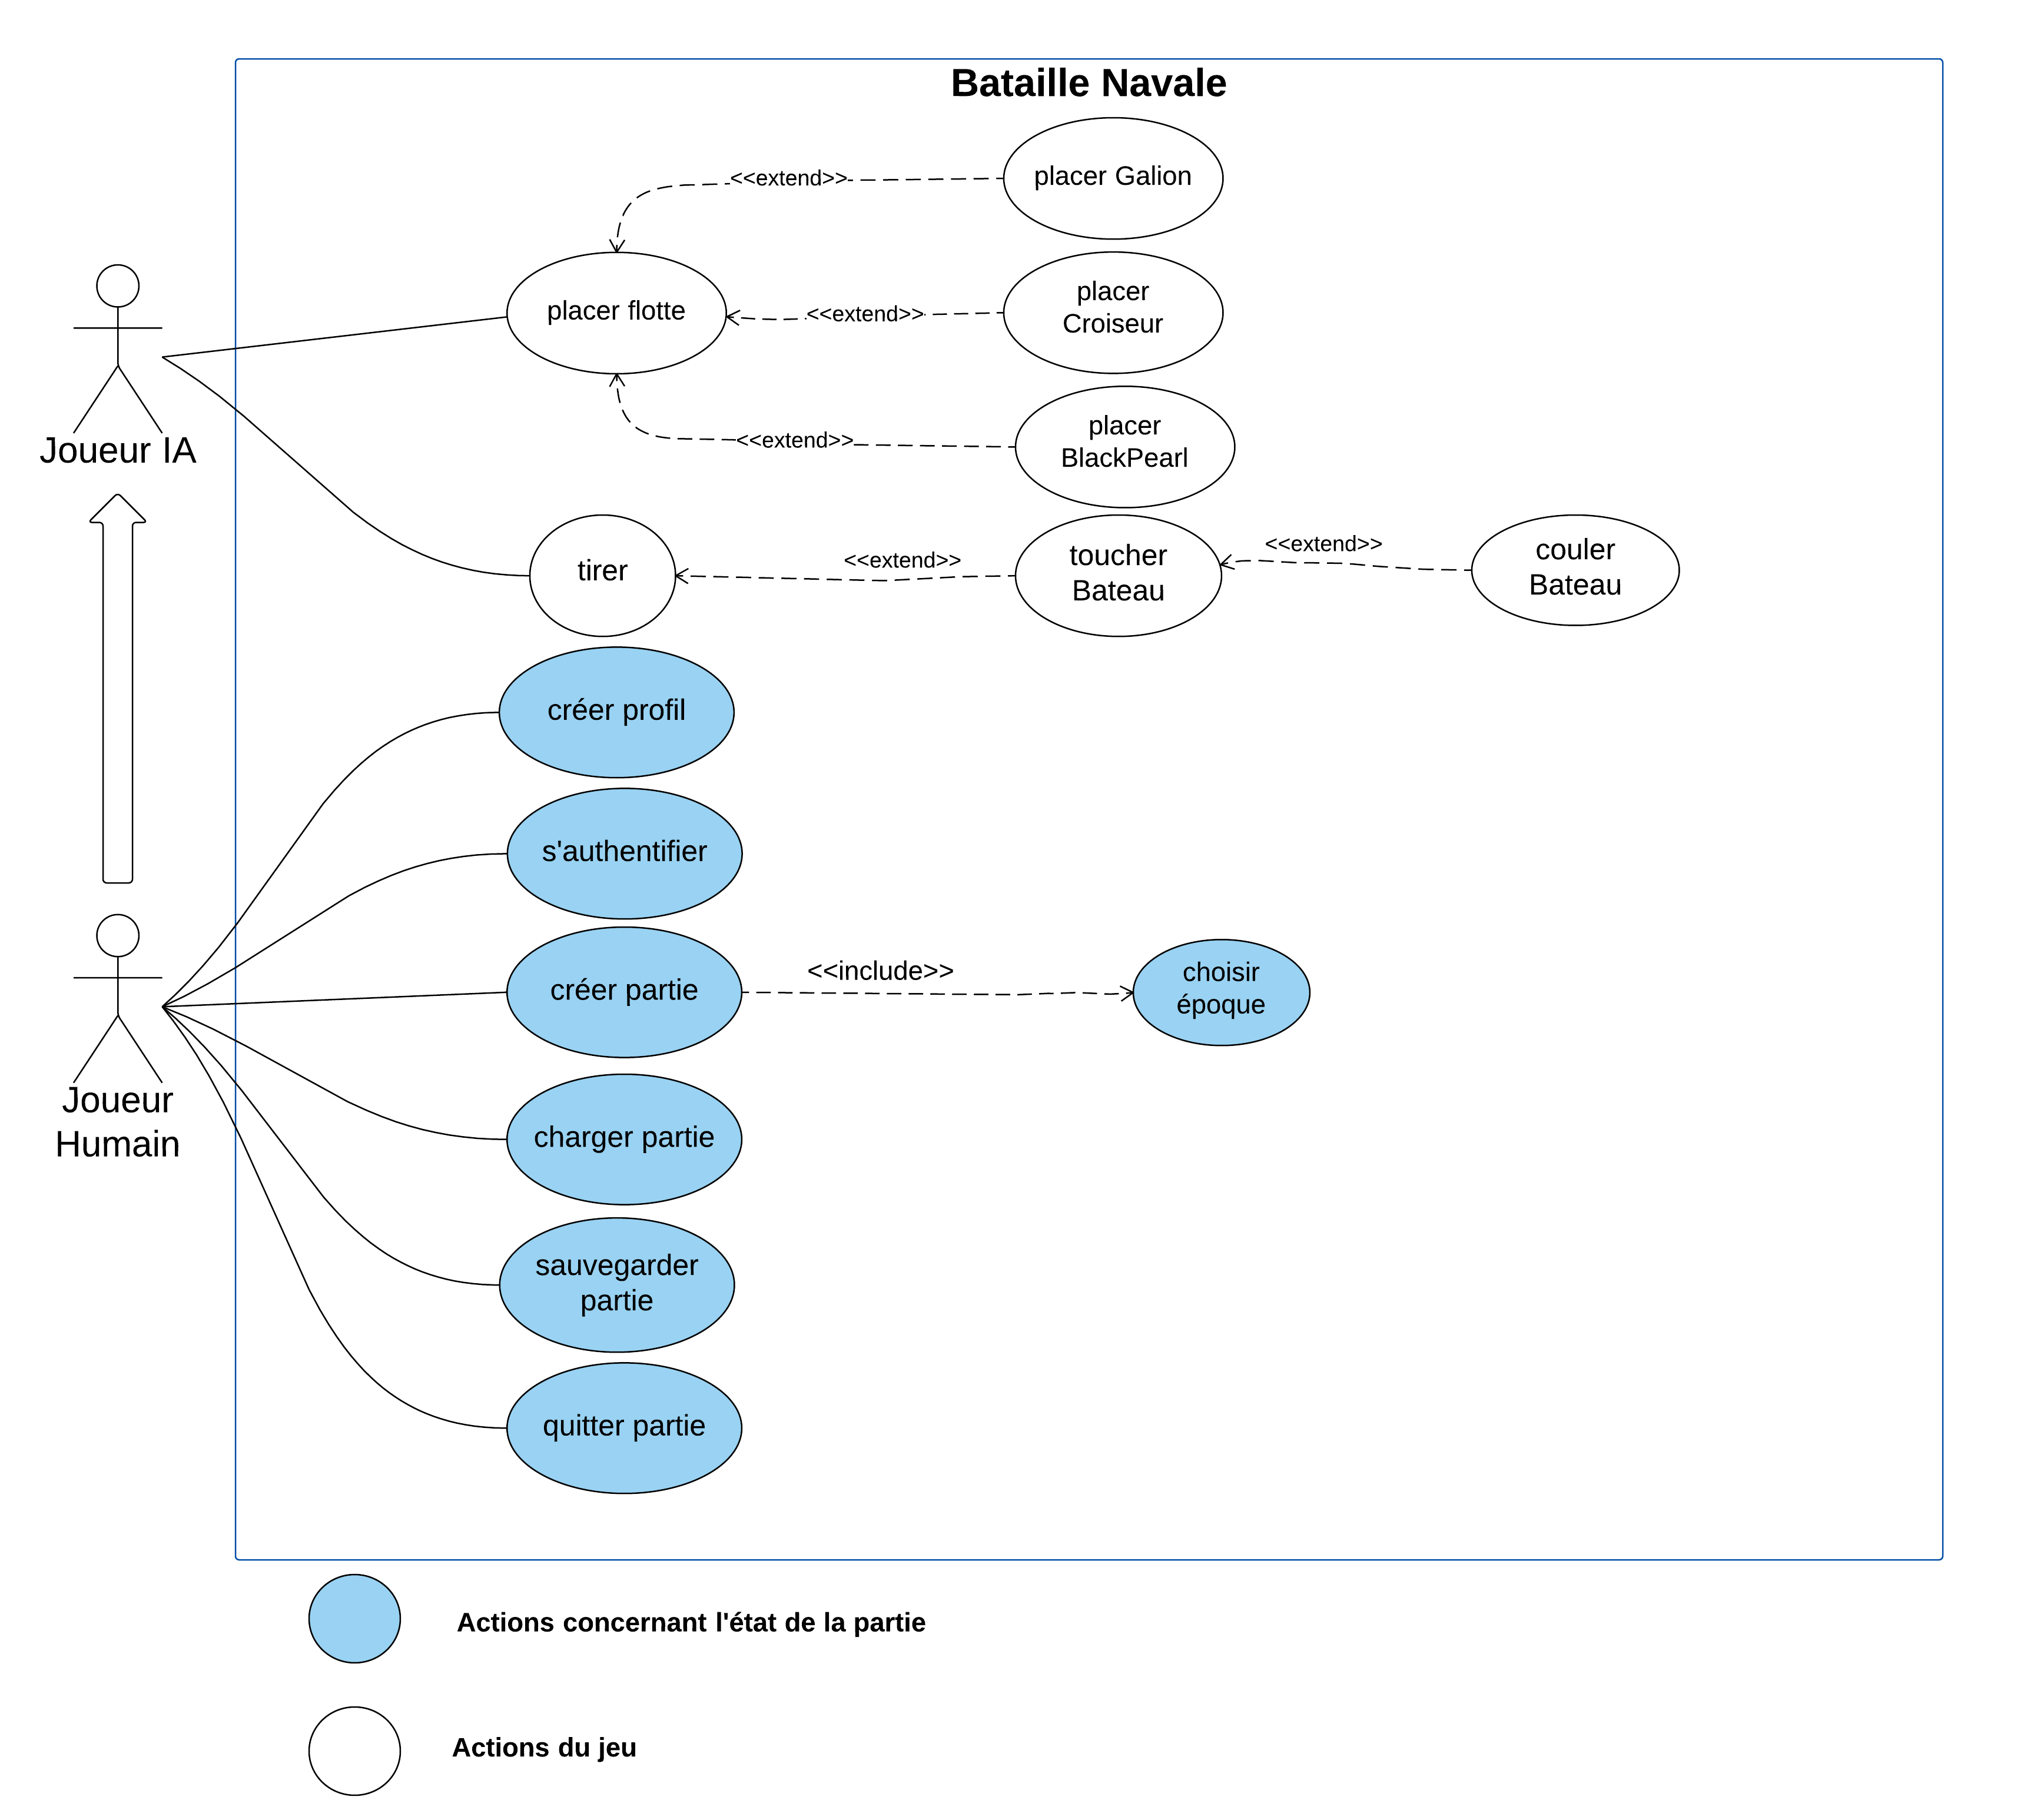 Bataille Navale
<<extend>>
placer Galion
placer flotte
<<extend>>
placer
Croiseur
Joueur IA
<<extend>>
placer
BlackPearl
tirer
<<extend>>
toucher
Bateau
<<extend>>
couler
Bateau
créer profil
s'authentifier
créer partie
<<include>>
choisir
époque
Joueur
Humain
charger partie
sauvegarder
partie
quitter partie
Actions concernant l'état de la partie
Actions du jeu